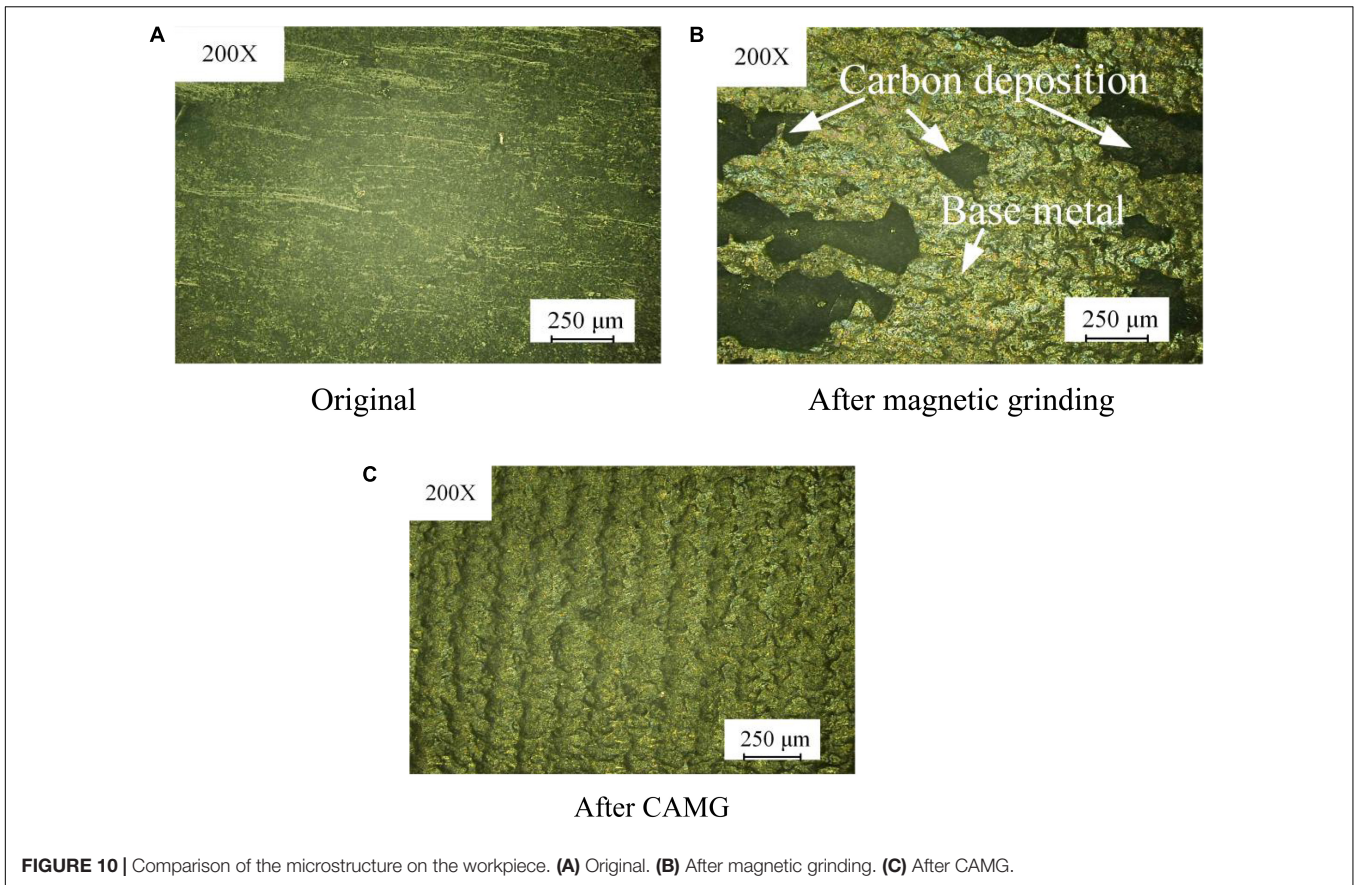 A
200X
250 μm
Original
B
200X
Carbon deposition
Base metal
250 μm
After magnetic grinding
C
200X
250 μm
After CAMG
FIGURE 10 | Comparison of the microstructure on the workpiece. (A) Original. (B) After magnetic grinding. (C) After CAMG.